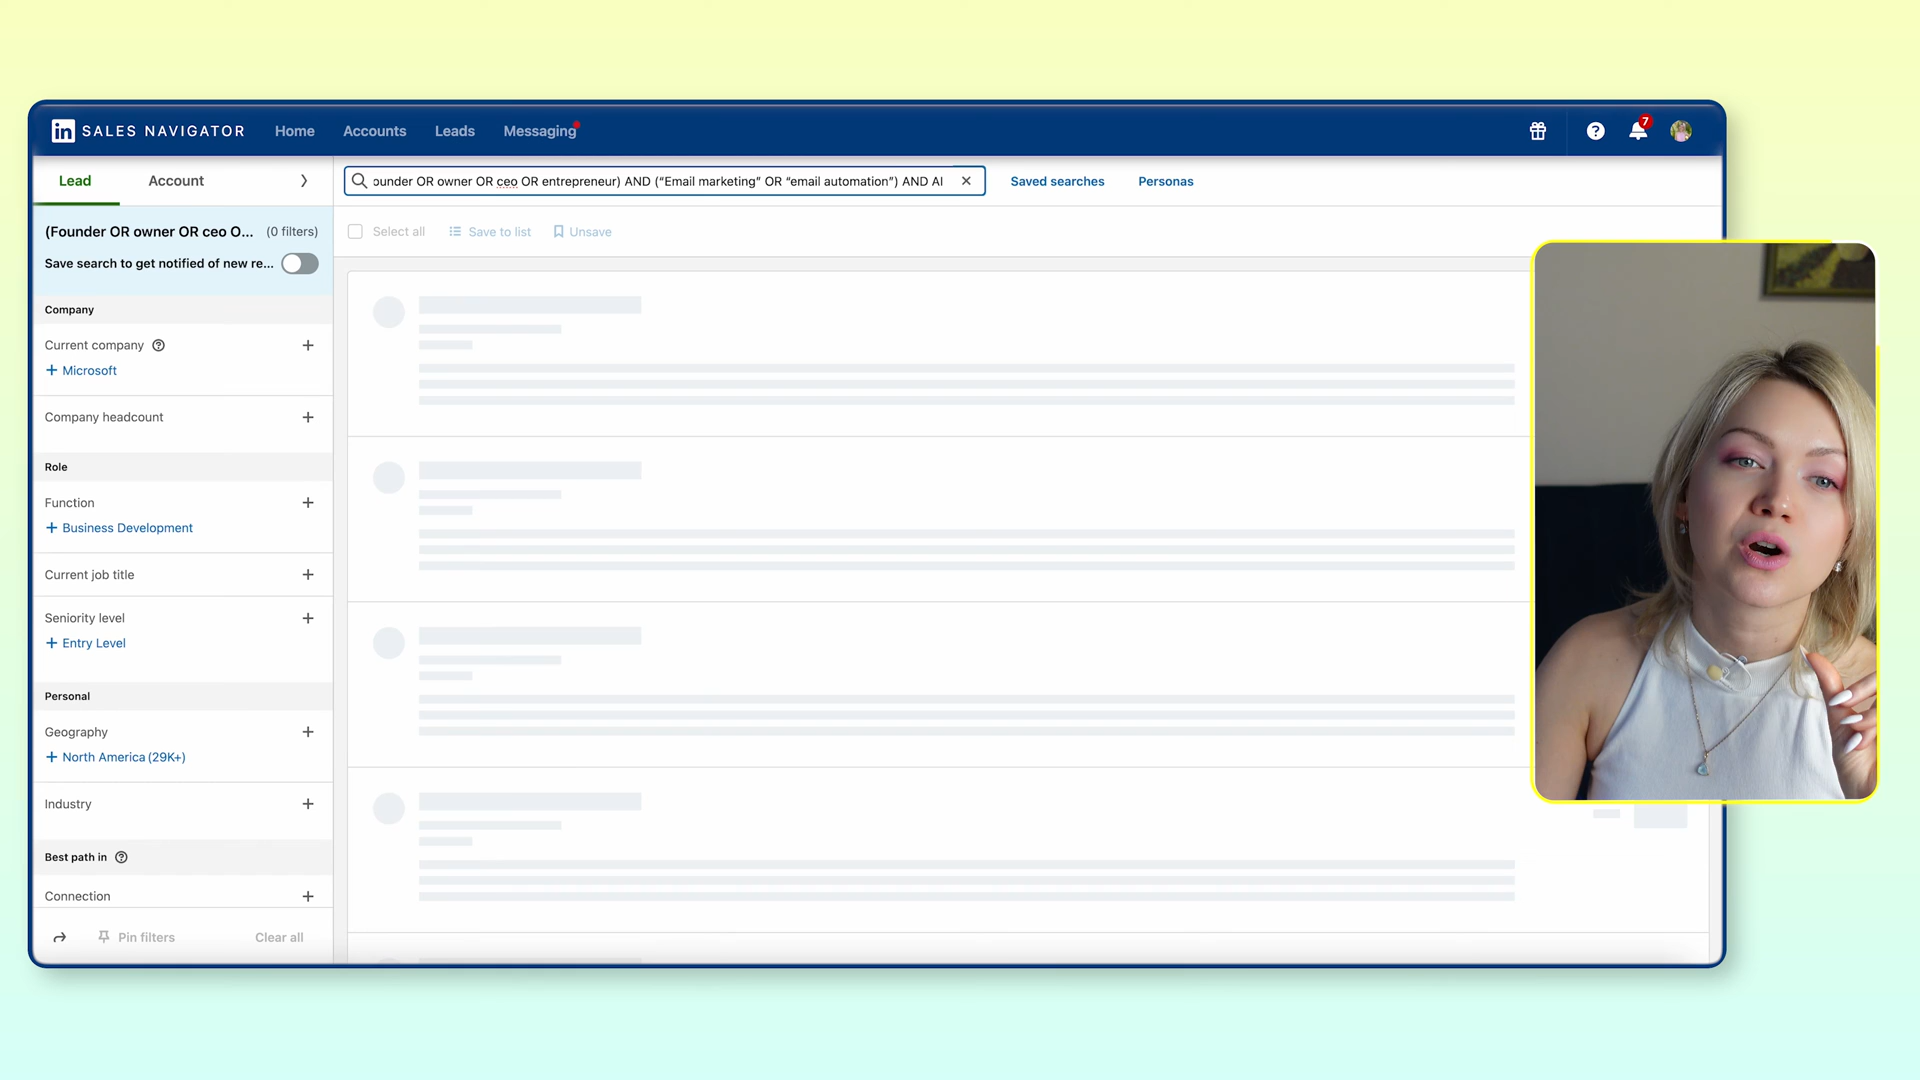 in SALES NAVIGATOR Home Accounts Leads Messaging 7
Lead Account
ounder OR owner OR ceo OR entrepreneur) AND (“Email marketing” OR “email automation”) AND AI
Saved searches Personas
(Founder OR owner OR ceo O... (0 filters)
Select all Save to list Unsave
Save search to get notified of new re...
Company
Current company
+ Microsoft
Company headcount
Role
Function
+ Business Development
Current job title
Seniority level
+ Entry Level
Personal
Geography
+ North America (29K+)
Industry
Best path in
Connection
Pin filters Clear all